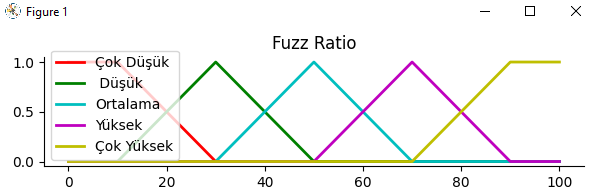 Figure 1
Fuzz Ratio
1.0
0.5
0.0
Çok Düşük
Düşük
Ortalama
Yüksek
Çok Yüksek
0 20 40 60 80 100